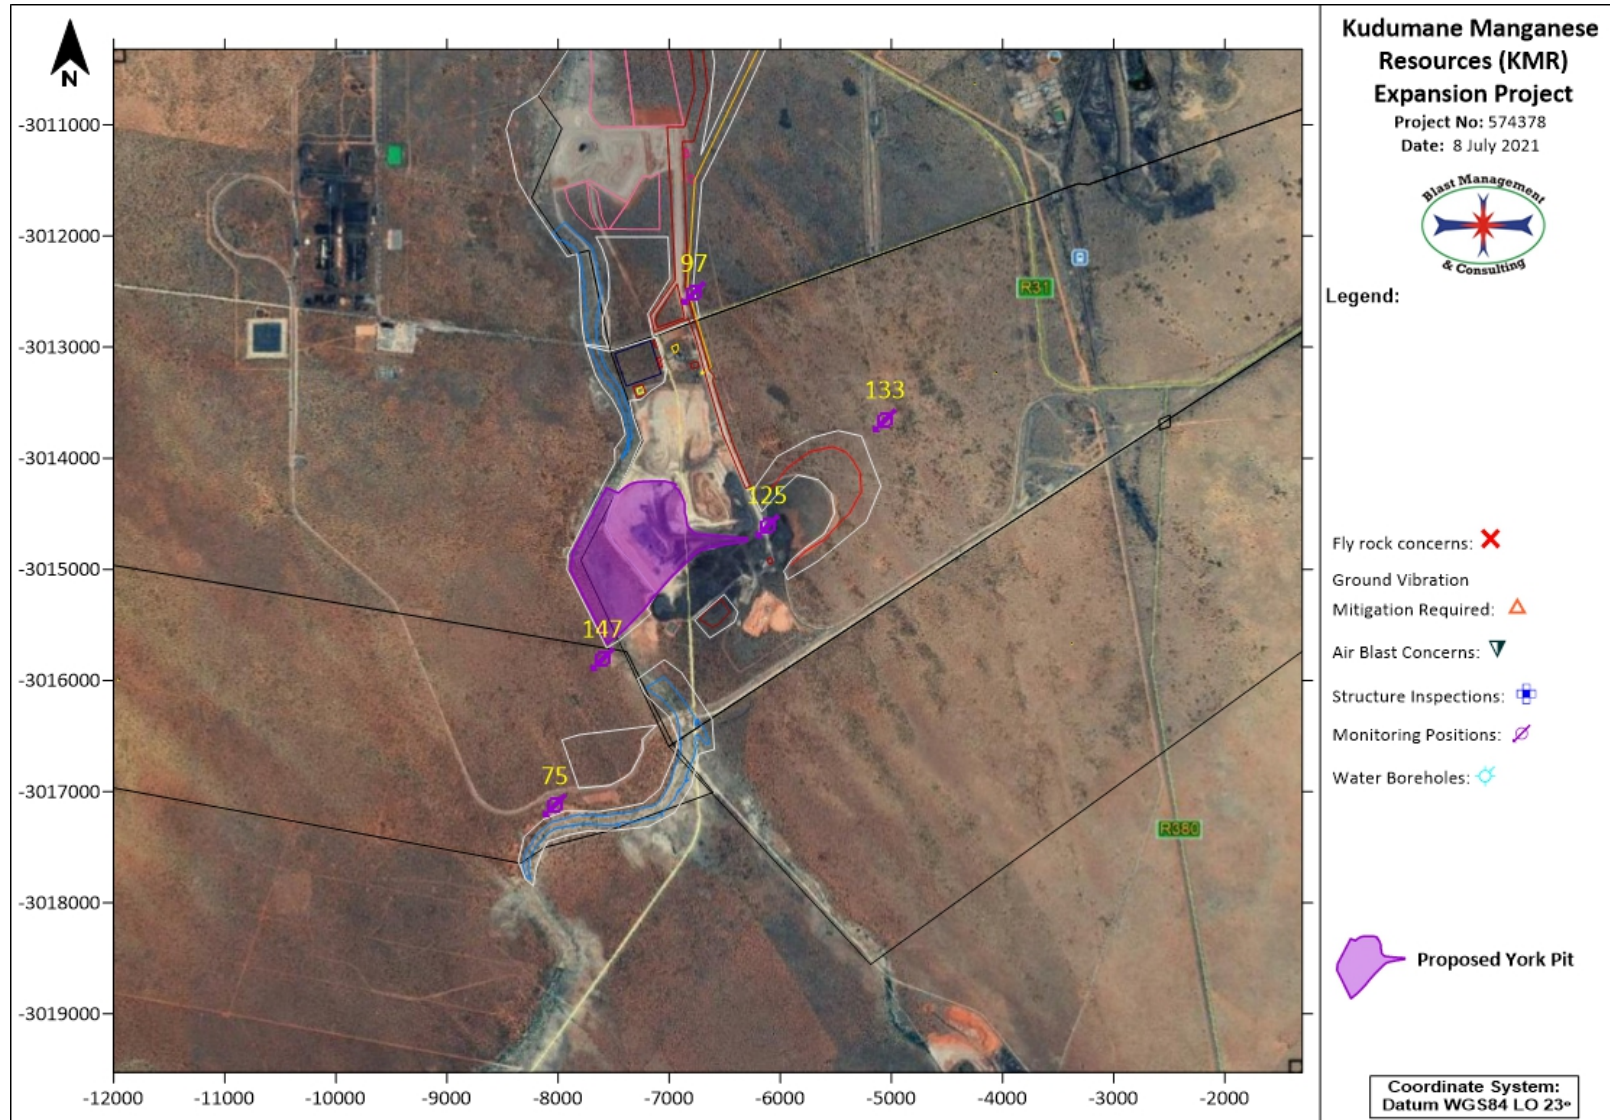 Kudumane Manganese
Resources (KMR)
Expansion Project
Project No: 574378
Date: 8 July 2021
Blast Management
& Consulting
Legend:
Fly rock concerns:
Ground Vibration
Mitigation Required:
Air Blast Concerns:
Structure Inspections:
Monitoring Positions:
Water Boreholes:
Proposed York Pit
Coordinate System:
Datum WGS84 LO 23°
N
-3011000
-3012000
-3013000
-3014000
-3015000
-3016000
-3017000
-3018000
-3019000
97
R31
133
125
147
75
R380
-12000
-11000
-10000
-9000
-8000
-7000
-6000
-5000
-4000
-3000
-2000